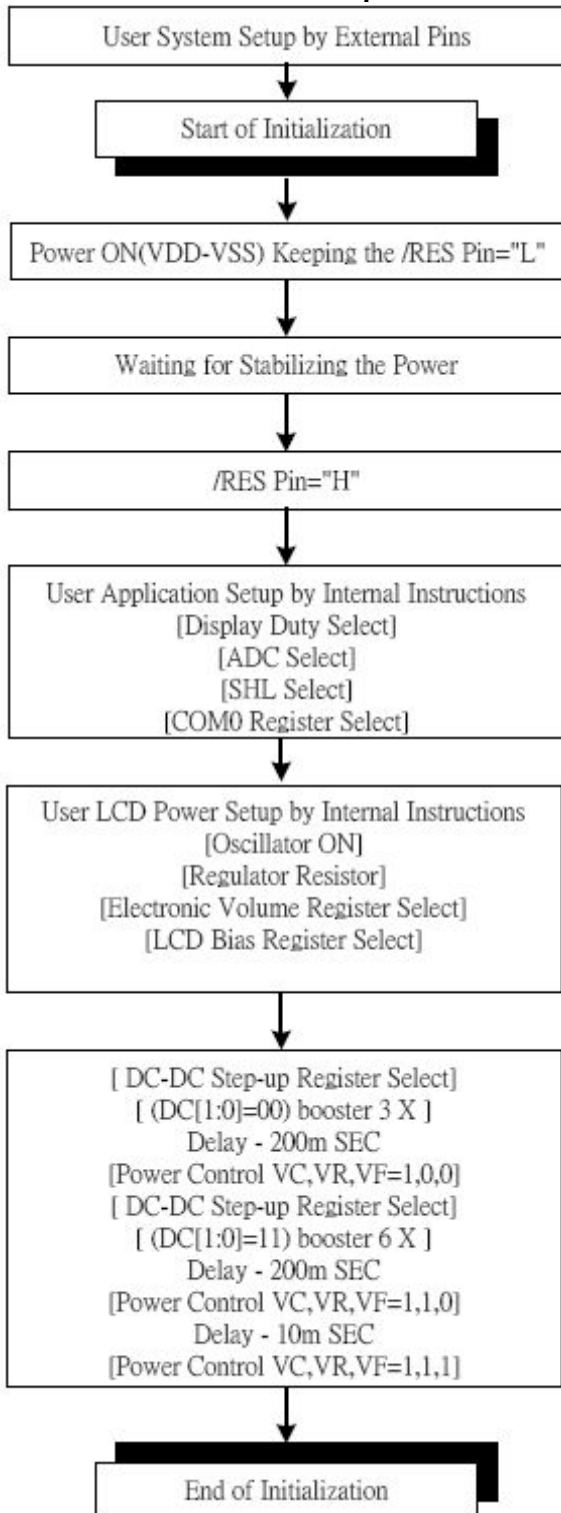 User System Setup by External Pins
Start of Initialization
Power ON(VDD-VSS) Keeping the /RES Pin="L"
Waiting for Stabilizing the Power
/RES Pin="H"
User Application Setup by Internal Instructions
[Display Duty Select]
[ADC Select]
[SHL Select]
[COM0 Register Select]
User LCD Power Setup by Internal Instructions
[Oscillator ON]
[Regulator Resistor]
[Electronic Volume Register Select]
[LCD Bias Register Select]
[ DC-DC Step-up Register Select]
[ (DC[1:0]=00) booster 3 X ]
Delay - 200m SEC
[Power Control VC,VR,VF=1,0,0]
[ DC-DC Step-up Register Select]
[ (DC[1:0]=11) booster 6 X ]
Delay - 200m SEC
[Power Control VC,VR,VF=1,1,0]
Delay - 10m SEC
[Power Control VC,VR,VF=1,1,1]
End of Initialization